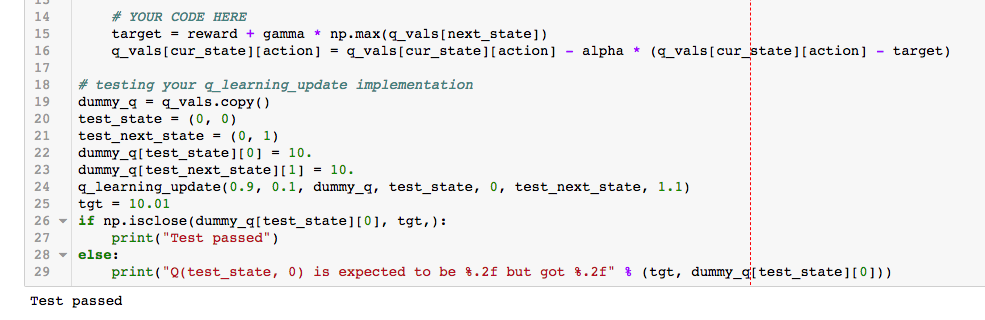 14 # YOUR CODE HERE
15 target = reward + gamma * np.max(q_vals[next_state])
16 q_vals[cur_state][action] = q_vals[cur_state][action] - alpha * (q_vals[cur_state][action] - target)
17
18 # testing your q_learning_update implementation
19 dummy_q = q_vals.copy()
20 test_state = (0, 0)
21 test_next_state = (0, 1)
22 dummy_q[test_state][0] = 10.
23 dummy_q[test_next_state][1] = 10.
24 q_learning_update(0.9, 0.1, dummy_q, test_state, 0, test_next_state, 1.1)
25 tgt = 10.01
26 if np.isclose(dummy_q[test_state][0], tgt,):
27 print("Test passed")
28 else:
29 print("Q(test_state, 0) is expected to be %.2f but got %.2f" % (tgt, dummy_q[test_state][0]))
Test passed